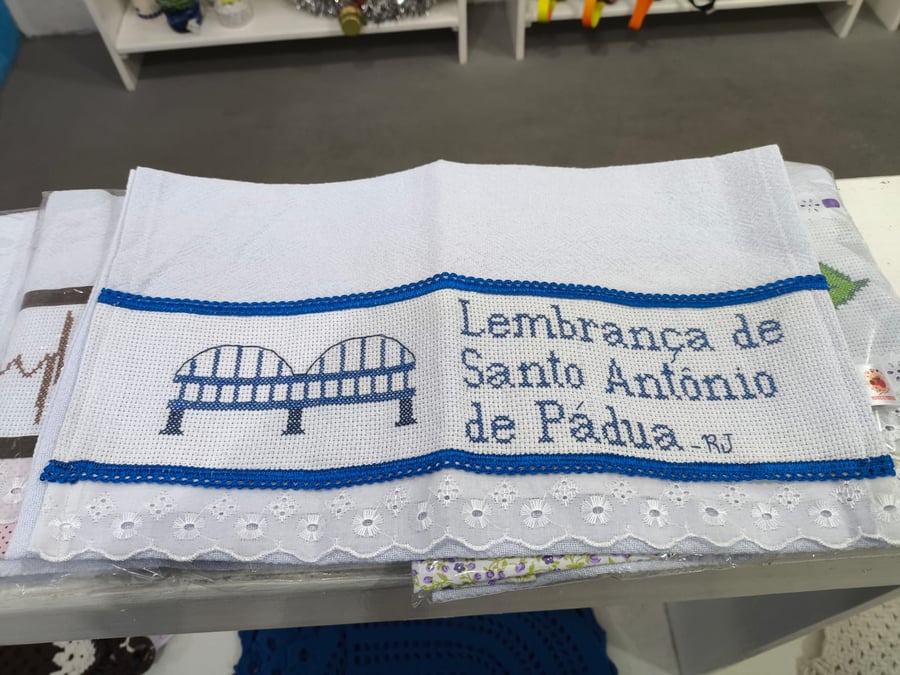 Lembrança de
Santo Antônio
de Pádua -RJ